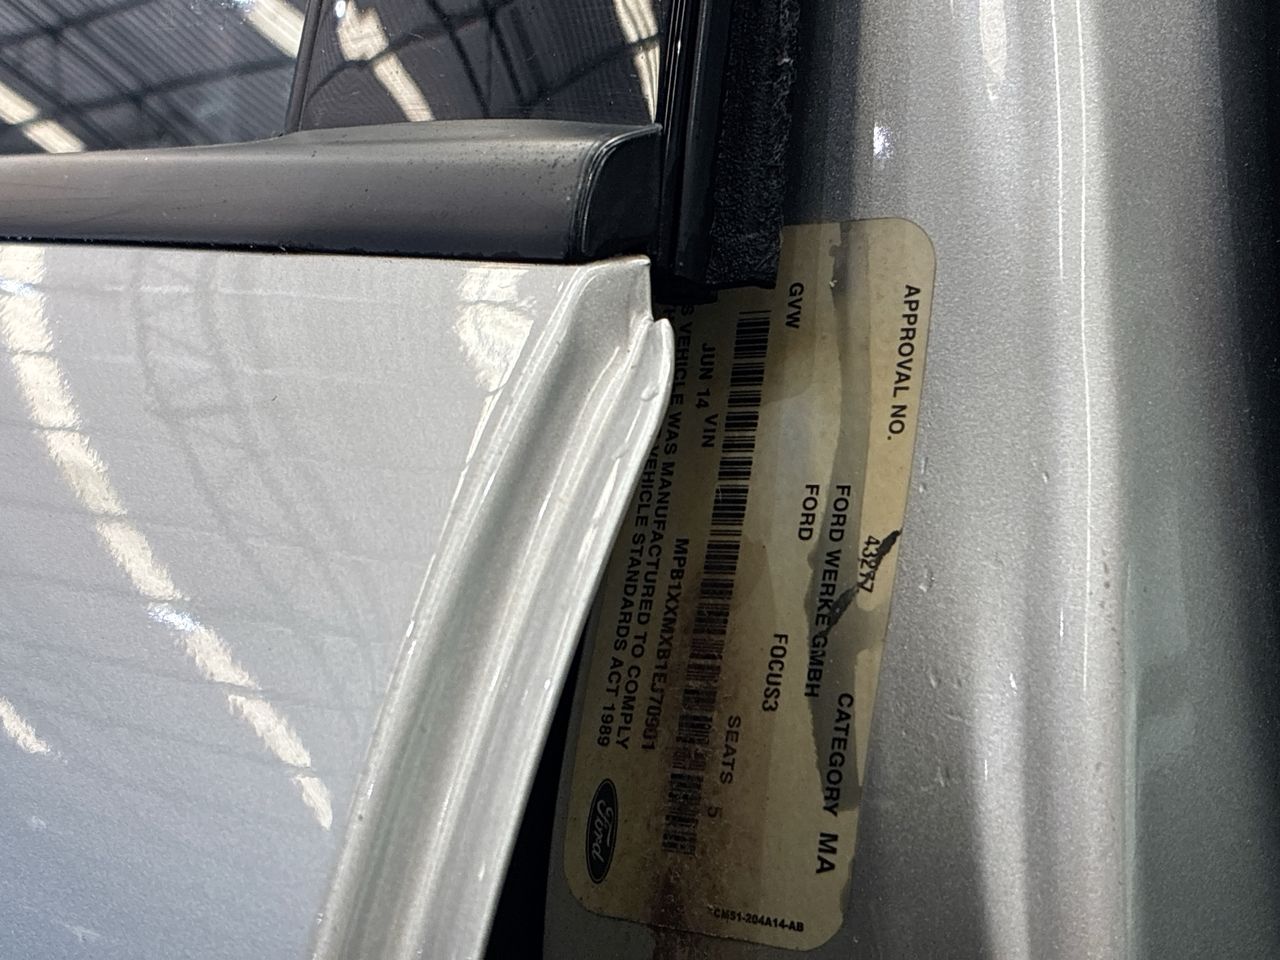 APPROVAL NO. 43277 CATEGORY MA
FORD WERKE GMBH
FORD FOCUS3
GVW SEATS 5
JUN 14 VIN MPB1XXMXB1EJ70901
S VEHICLE WAS MANUFACTURED TO COMPLY
VEHICLE STANDARDS ACT 1989
Ford
CM51-204A14-AB